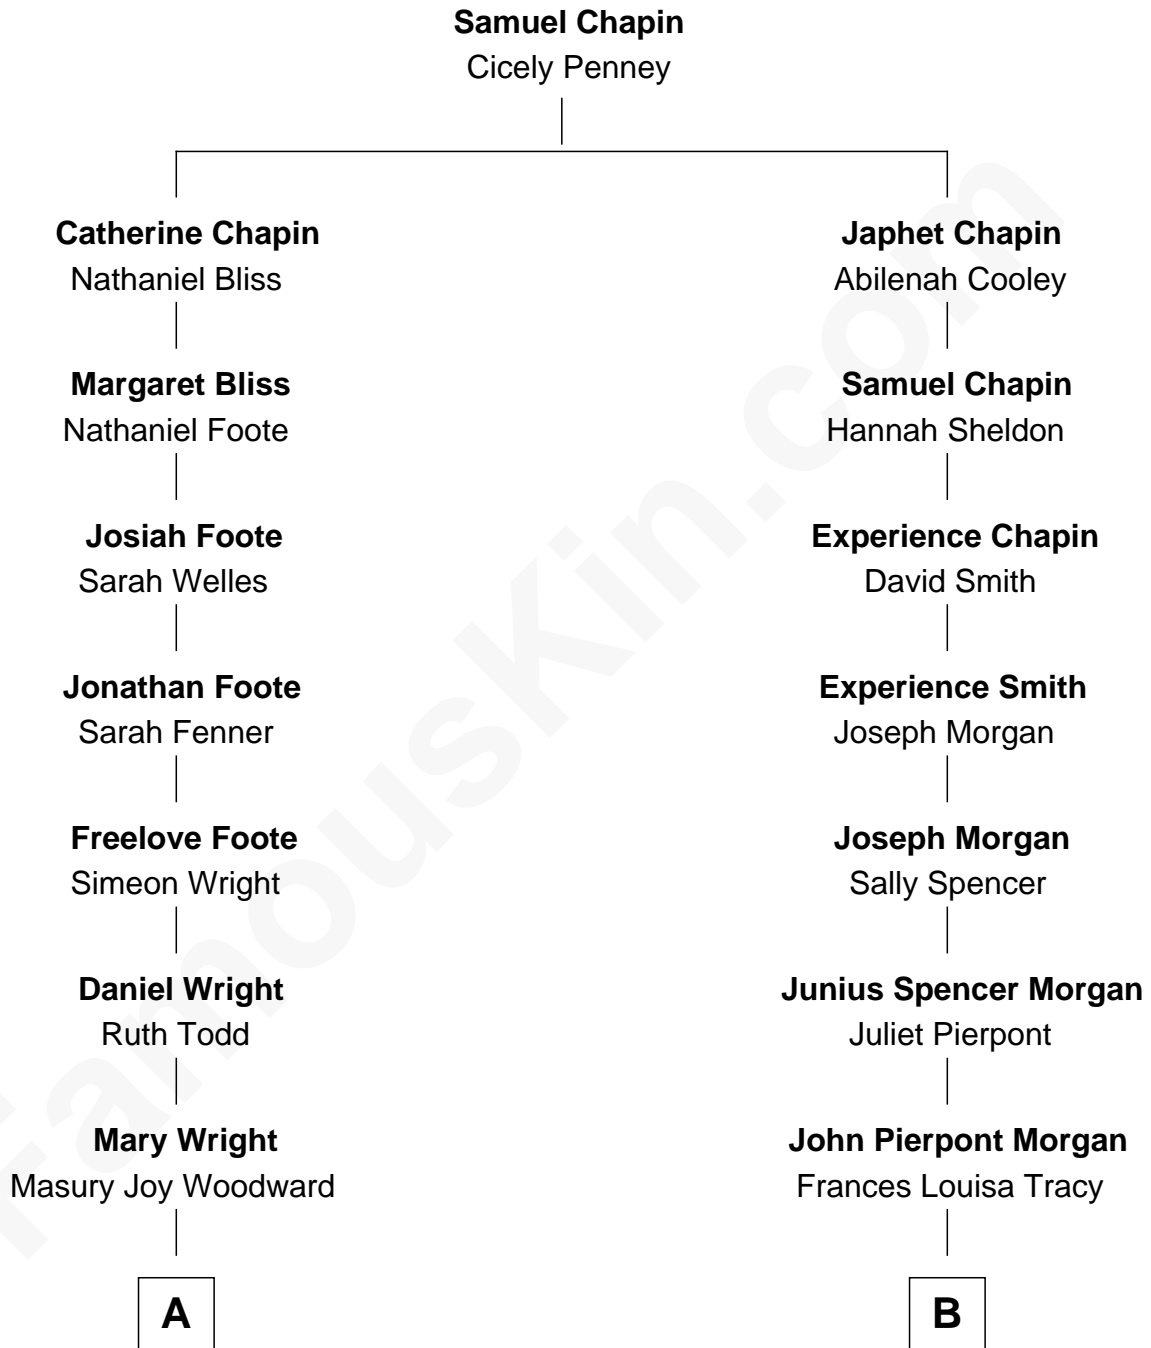 Samuel Chapin
Cicely Penney
Catherine Chapin
Nathaniel Bliss
Japhet Chapin
Abilenah Cooley
Margaret Bliss
Nathaniel Foote
Samuel Chapin
Hannah Sheldon
Josiah Foote
Sarah Welles
Experience Chapin
David Smith
Jonathan Foote
Sarah Fenner
Experience Smith
Joseph Morgan
Freelove Foote
Simeon Wright
Joseph Morgan
Sally Spencer
Daniel Wright
Ruth Todd
Junius Spencer Morgan
Juliet Pierpont
Mary Wright
Masury Joy Woodward
John Pierpont Morgan
Frances Louisa Tracy
A
B
FamousKin.com